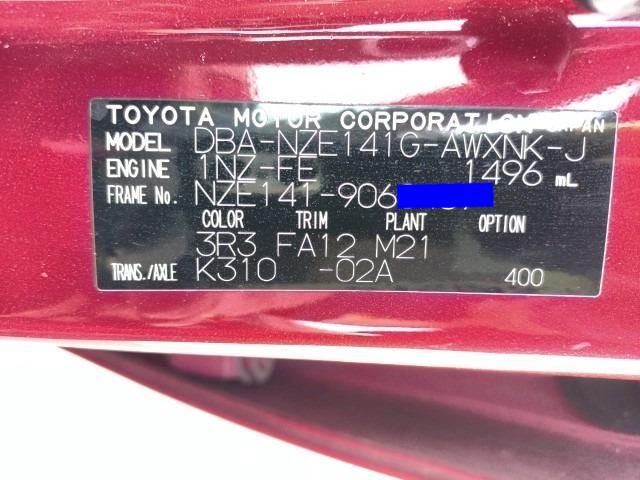 TOYOTA MOTOR CORPORATION JAPAN
MODEL DBA-NZE141G-AWXNK-J
ENGINE 1NZ-FE 1496 mL
FRAME No. NZE141-906
COLOR TRIM PLANT OPTION
3R3 FA12 M21
TRANS./AXLE K310 -02A 400